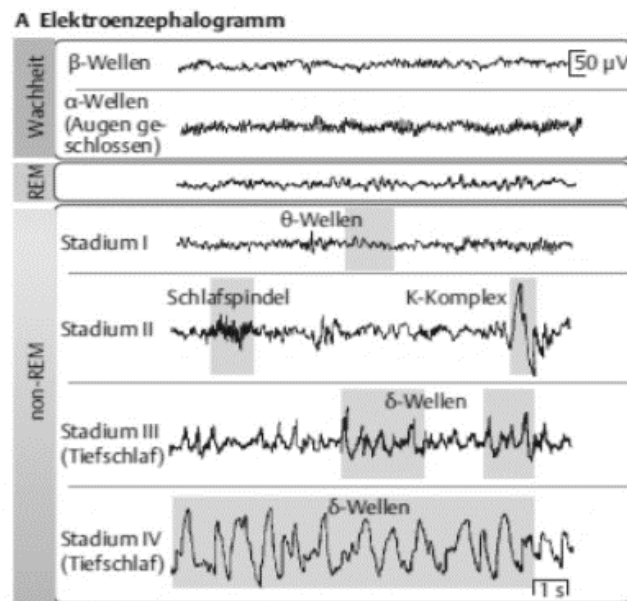 A Elektroenzephalogramm
Wachheit
β-Wellen
50 µV
α-Wellen
(Augen ge-
schlossen)
REM
non-REM
θ-Wellen
Stadium I
Schlafspindel
K-Komplex
Stadium II
δ-Wellen
Stadium III
(Tiefschlaf)
δ-Wellen
Stadium IV
(Tiefschlaf)
1 s